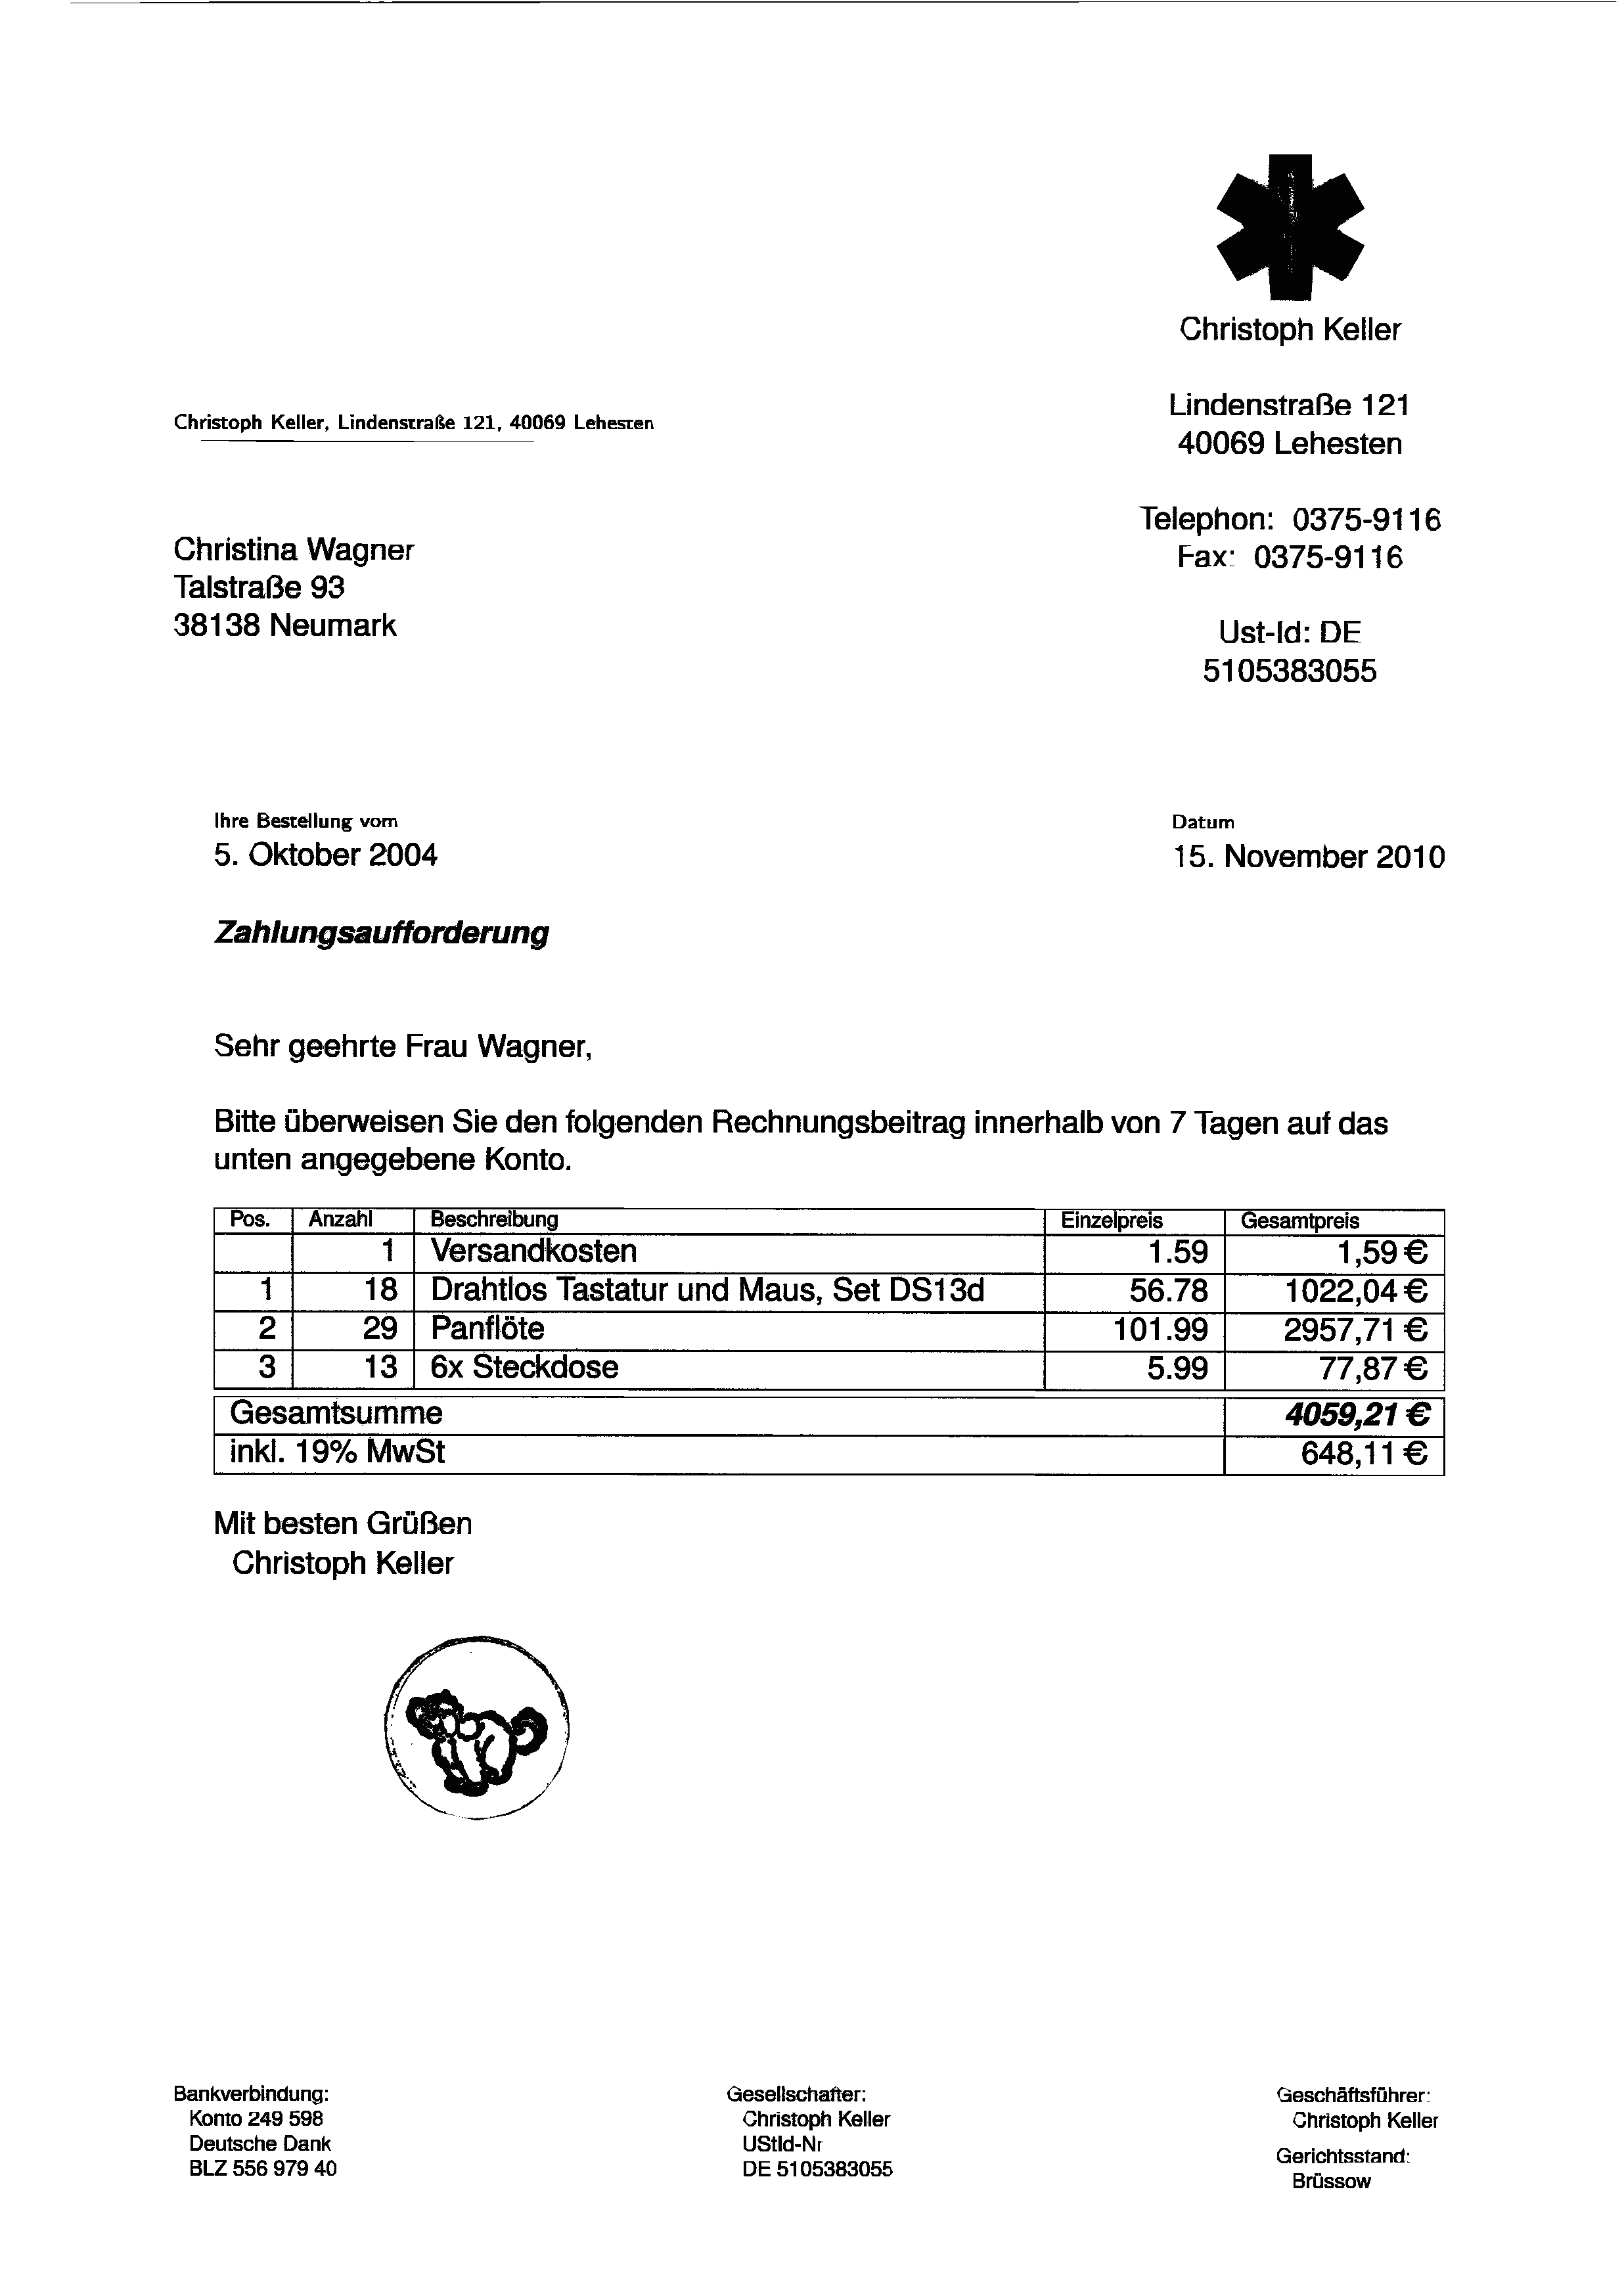 Christoph Keller
Lindenstraße 121
40069 Lehesten
Telephon: 0375-9116
Fax: 0375-9116
Ust-Id: DE
5105383055
Christoph Keller, Lindenstraße 121, 40069 Lehesten
Christina Wagner
Talstraße 93
38138 Neumark
Ihre Bestellung vom Datum
5. Oktober 2004 15. November 2010
Zahlungsaufforderung
Sehr geehrte Frau Wagner,
Bitte überweisen Sie den folgenden Rechnungsbeitrag innerhalb von 7 Tagen auf das
unten angegebene Konto.
Pos. Anzahl Beschreibung Einzelpreis Gesamtpreis
1 Versandkosten 1.59 1,59 €
1 18 Drahtlos Tastatur und Maus, Set DS13d 56.78 1022,04 €
2 29 Panflöte 101.99 2957,71 €
3 13 6x Steckdose 5.99 77,87 €
Gesamtsumme 4059,21 €
inkl. 19% MwSt 648,11 €
Mit besten Grüßen
Christoph Keller
Bankverbindung:
Konto 249 598
Deutsche Dank
BLZ 556 979 40
Gesellschafter:
Christoph Keller
UStId-Nr
DE 5105383055
Geschäftsführer:
Christoph Keller
Gerichtsstand:
Brüssow